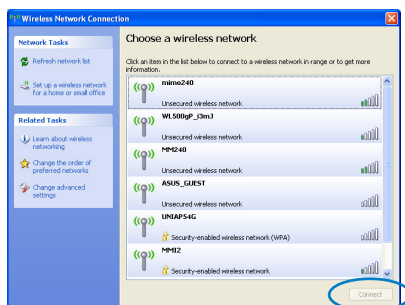 Wireless Network Connection
Network Tasks
Refresh network list
Set up a wireless network
for a home or small office
Related Tasks
Learn about wireless
networking
Change the order of
preferred networks
Change advanced
settings
Choose a wireless network
Click an item in the list below to connect to a wireless network in range or to get more
information.
mimo240
Unsecured wireless network
WL500gP_i3mJ
Unsecured wireless network
MM240
Unsecured wireless network
ASUS_GUEST
Unsecured wireless network
UNIAP54G
Security-enabled wireless network (WPA)
MMI2
Security-enabled wireless network
Connect